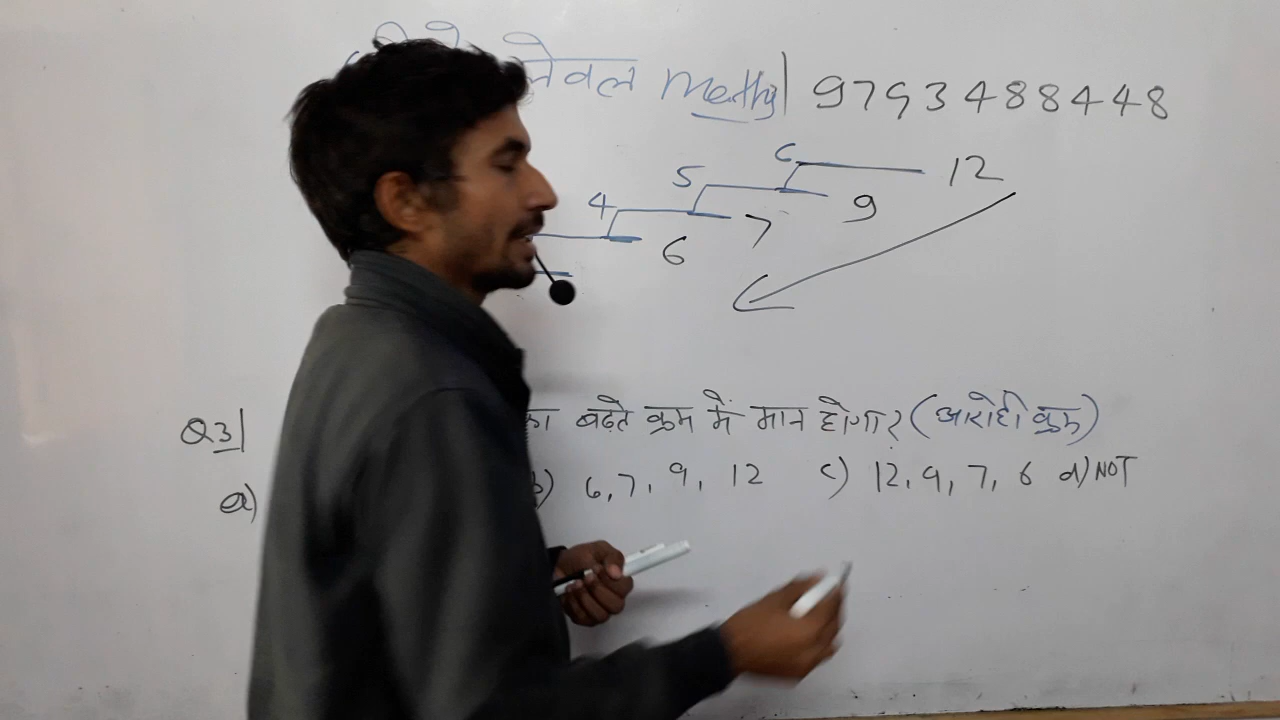 लेवल Maths| 9793488448
6 12
5 9
4 7
6
Q3| का बढ़ते क्रम में मान होगा? (आरोही क्रम)
a) b) 6, 7, 9, 12 c) 12, 9, 7, 6 d) NOT